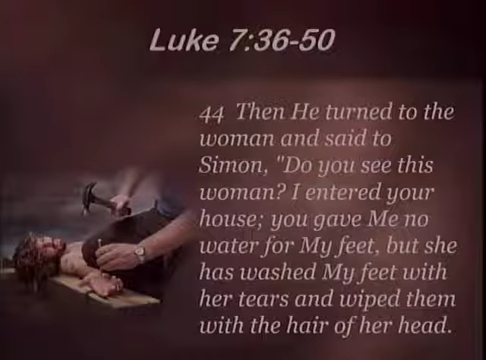 Luke 7:36-50
44 Then He turned to the
woman and said to
Simon, "Do you see this
woman? I entered your
house; you gave Me no
water for My feet, but she
has washed My feet with
her tears and wiped them
with the hair of her head.